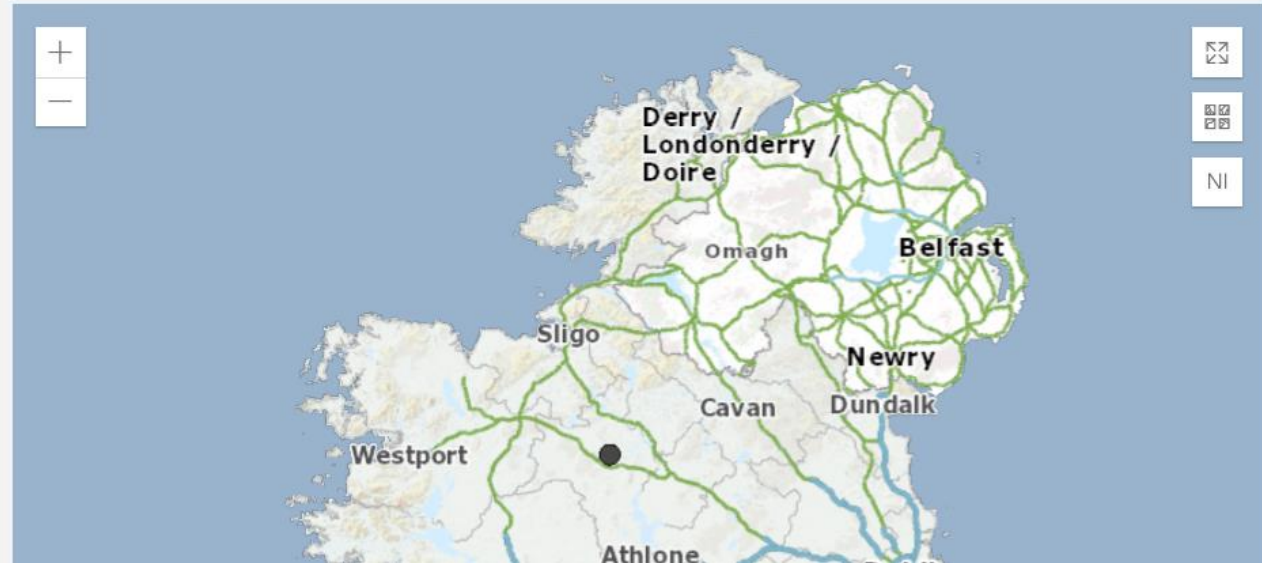 Derry /
Londonderry /
Doire
NI
Omagh
Belfast
Sligo
Newry
Cavan
Dundalk
Westport
Athlone